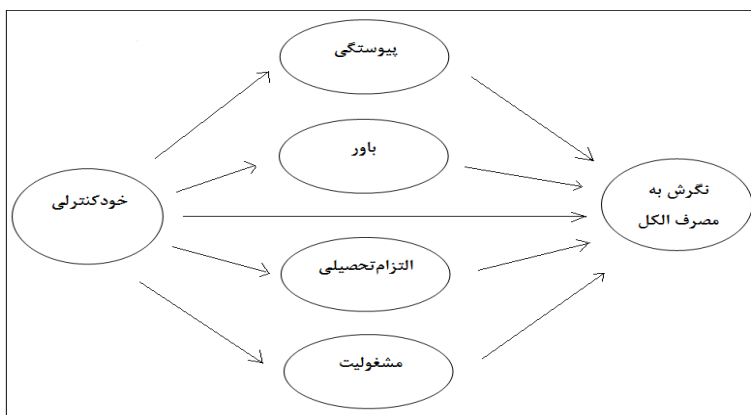 پیوستگی
باور
خودکنترلی
نگرش به
مصرف الکل
التزام‌تحصیلی
مشغولیت